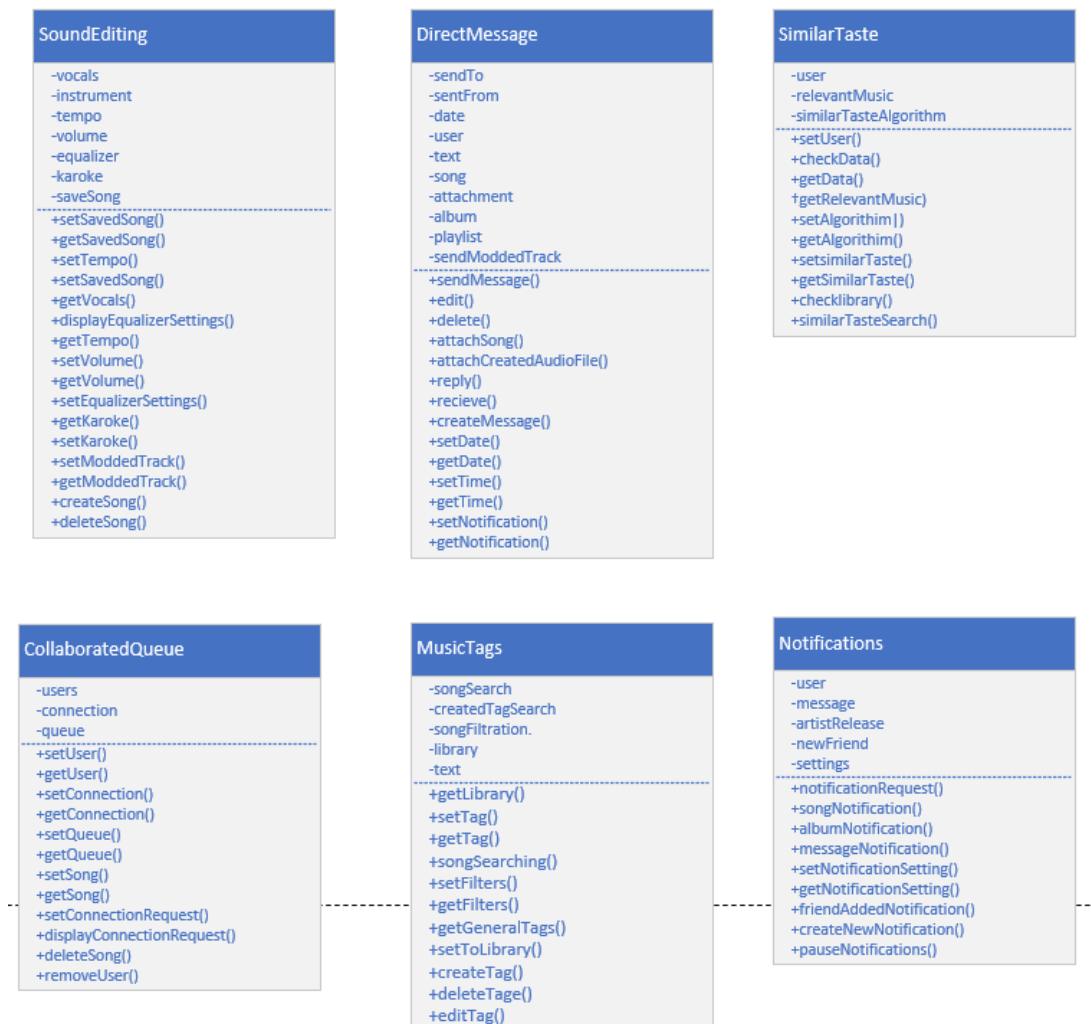 SoundEditing
-vocals
-instrument
-tempo
-volume
-equalizer
-karoke
-saveSong
+setSavedSong()
+getSavedSong()
+setTempo()
+setSavedSong()
+getVocals()
+displayEqualizerSettings()
+getTempo()
+setVolume()
+getVolume()
+setEqualizerSettings()
+getKaroke()
+setKaroke()
+setModdedTrack()
+getModdedTrack()
+createSong()
+deleteSong()
DirectMessage
-sendTo
-sentFrom
-date
-user
-text
-song
-attachment
-album
-playlist
-sendModdedTrack
+sendMessage()
+edit()
+delete()
+attachSong()
+attachCreatedAudioFile()
+reply()
+recieve()
+createMessage()
+setDate()
+getDate()
+setTime()
+getTime()
+setNotification()
+getNotification()
SimilarTaste
-user
-relevantMusic
-similarTasteAlgorithm
+setUser()
+checkData()
+getData()
†getRelevantMusic)
+setAlgorithim|)
+getAlgorithim()
+setsimilarTaste()
+getSimilarTaste()
+checklibrary()
+similarTasteSearch()
CollaboratedQueue
-users
-connection
-queue
+setUser()
+getUser()
+setConnection()
+getConnection()
+setQueue()
+getQueue()
+setSong()
+getSong()
+setConnectionRequest()
+displayConnectionRequest()
+deleteSong()
+removeUser()
MusicTags
-songSearch
-createdTagSearch
-songFiltration.
-library
-text
+getLibrary()
+setTag()
+getTag()
+songSearching()
+setFilters()
+getFilters()
+getGeneralTags()
+setToLibrary()
+createTag()
+deleteTage()
+editTag()
Notifications
-user
-message
-artistRelease
-newFriend
-settings
+notificationRequest()
+songNotification()
+albumNotification()
+messageNotification()
+setNotificationSetting()
+getNotificationSetting()
+friendAddedNotification()
+createNewNotification()
+pauseNotifications()